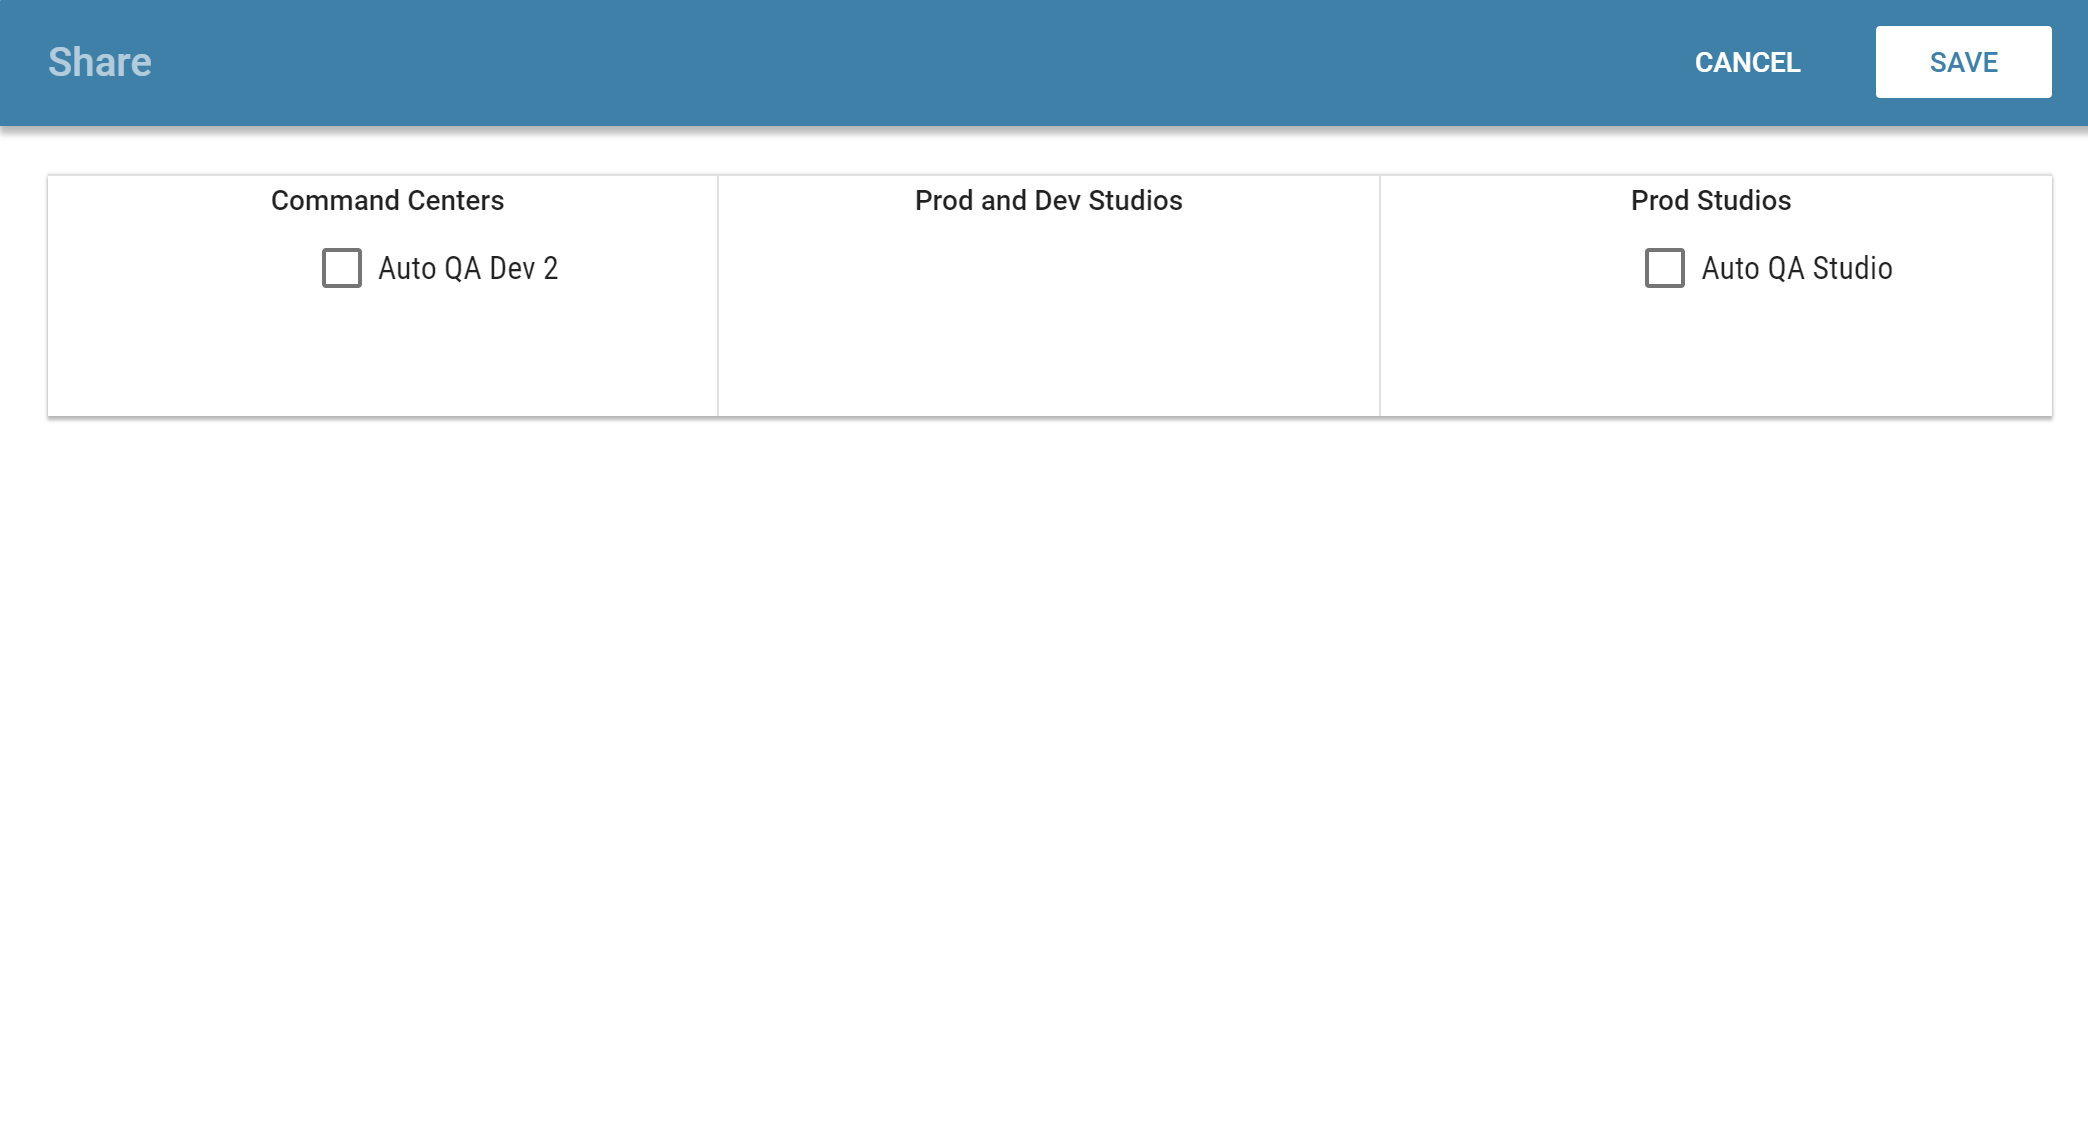 Share
CANCEL
SAVE
Command Centers
Prod and Dev Studios
Prod Studios
Auto QA Dev 2
Auto QA Studio